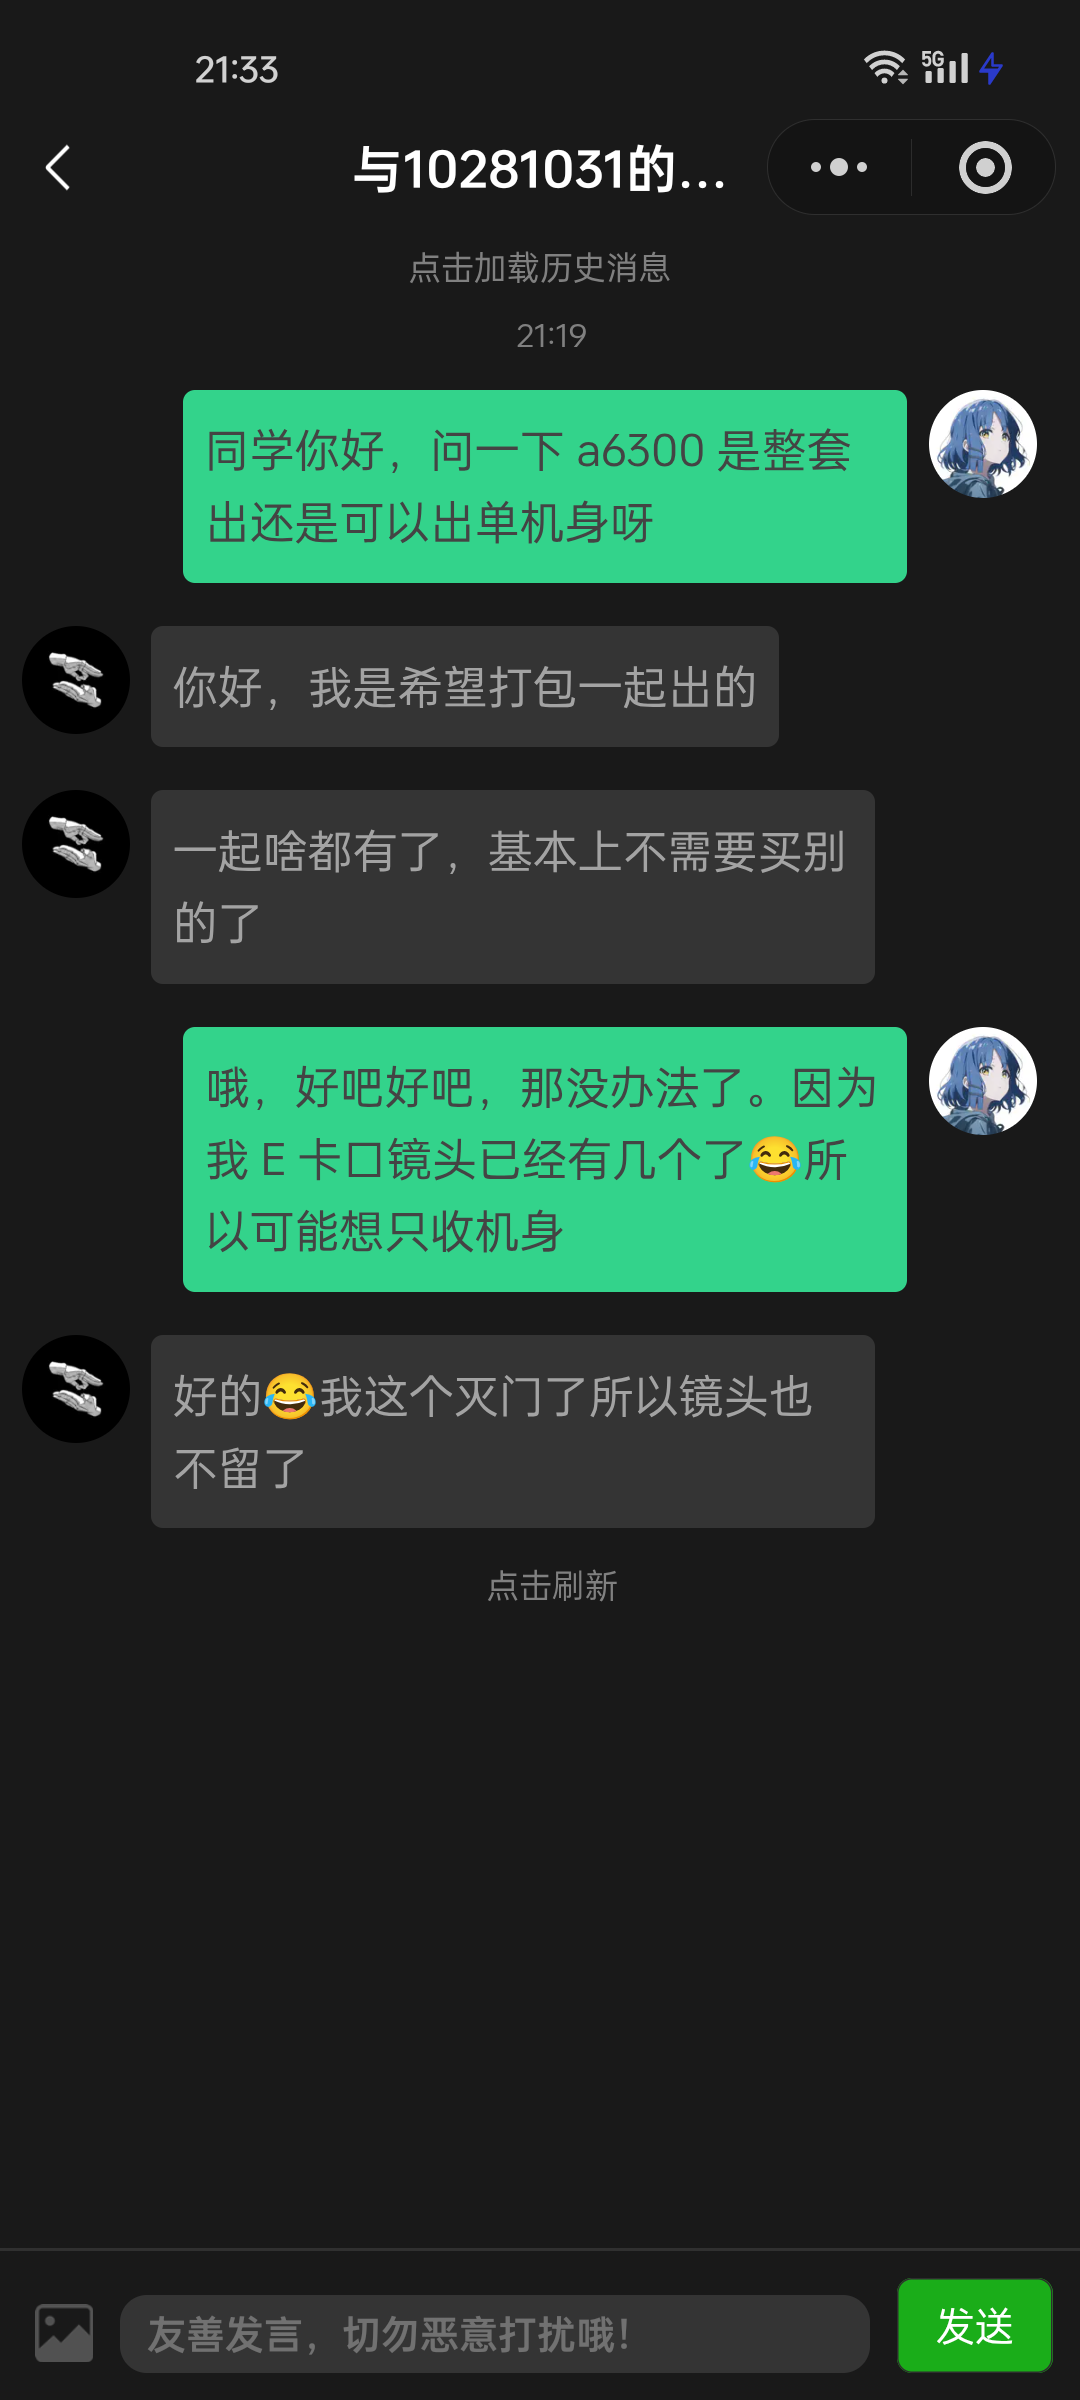 21:33
5G
与10281031的...
点击加载历史消息
21:19
同学你好，问一下 a6300 是整套
出还是可以出单机身呀
你好，我是希望打包一起出的
一起啥都有了，基本上不需要买别
的了
哦，好吧好吧，那没办法了。因为
我 E 卡口镜头已经有几个了😂所
以可能想只收机身
好的😂我这个灭门了所以镜头也
不留了
点击刷新
友善发言，切勿恶意打扰哦！
发送